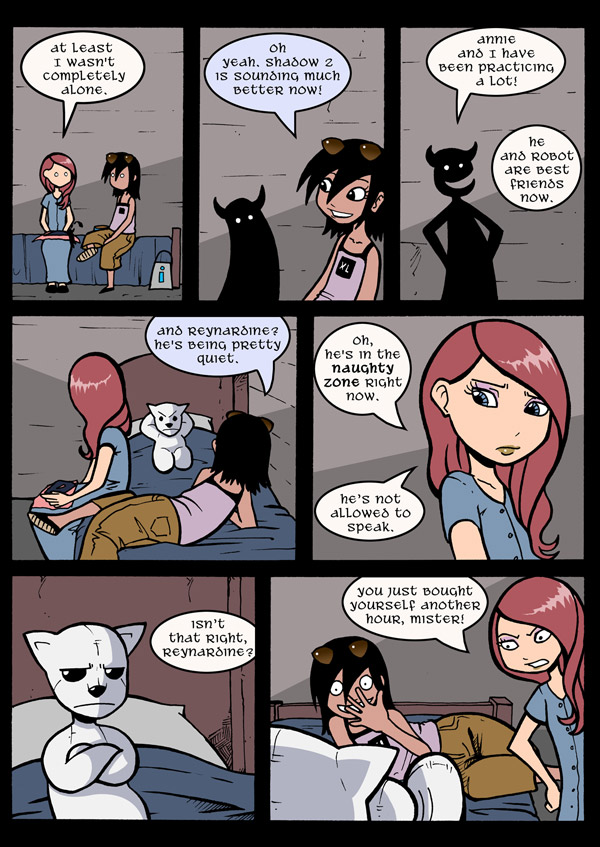 At least
I wasn't
completely
alone.
Oh
yeah. Shadow 2
is sounding much
better now!
XL
Annie
and I have
been practicing
a lot!
He
and Robot
are best
friends
now.
And Reynardine?
He's being pretty
quiet.
Oh,
he's in the
naughty
zone right
now.
He's not
allowed to
speak.
Isn't
that right,
Reynardine?
You just bought
yourself another
hour, mister!